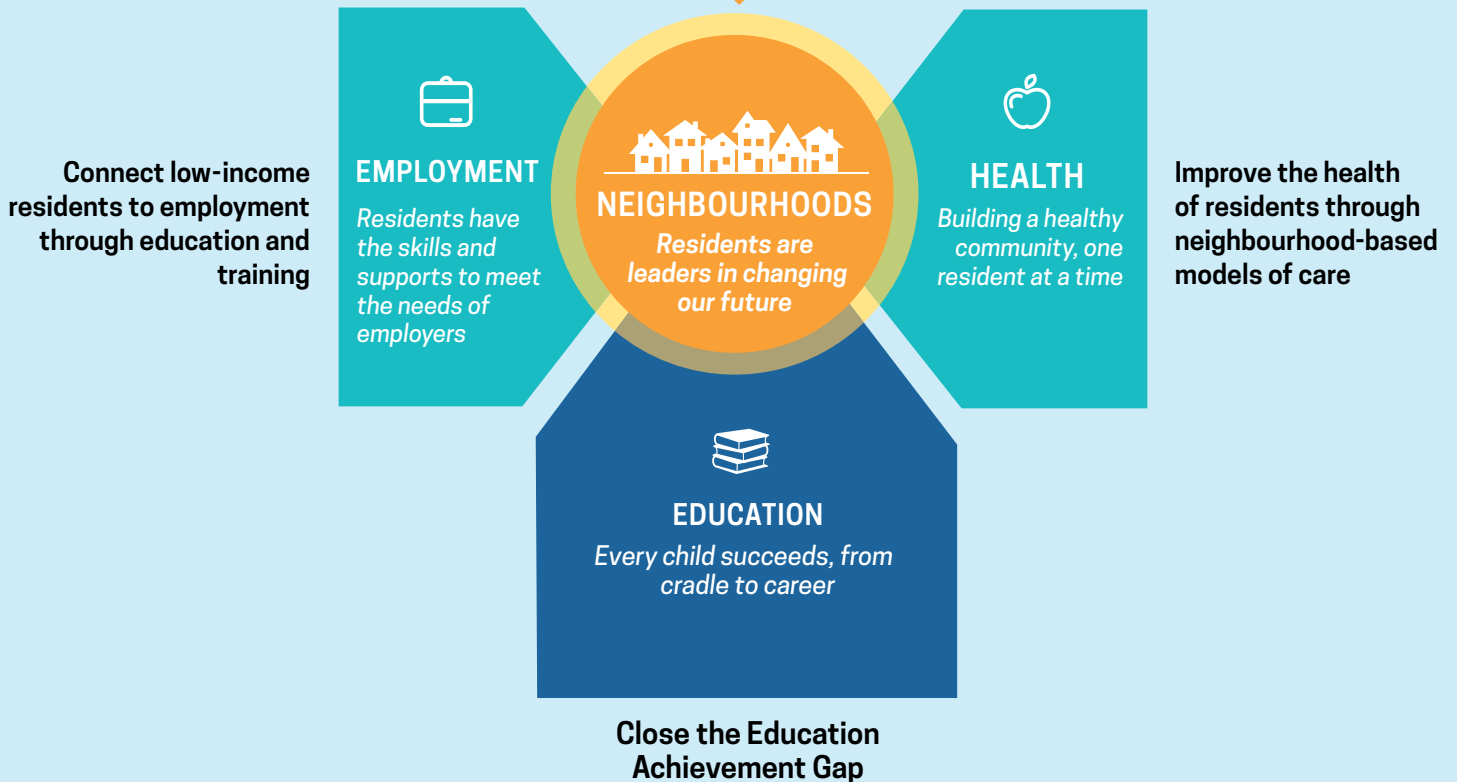 Connect low-income
residents to employment
through education and
training
EMPLOYMENT
Residents have
the skills and
supports to meet
the needs of
employers
NEIGHBOURHOODS
Residents are
leaders in changing
our future
HEALTH
Building a healthy
community, one
resident at a time
Improve the health
of residents through
neighbourhood-based
models of care
EDUCATION
Every child succeeds, from
cradle to career
Close the Education
Achievement Gap